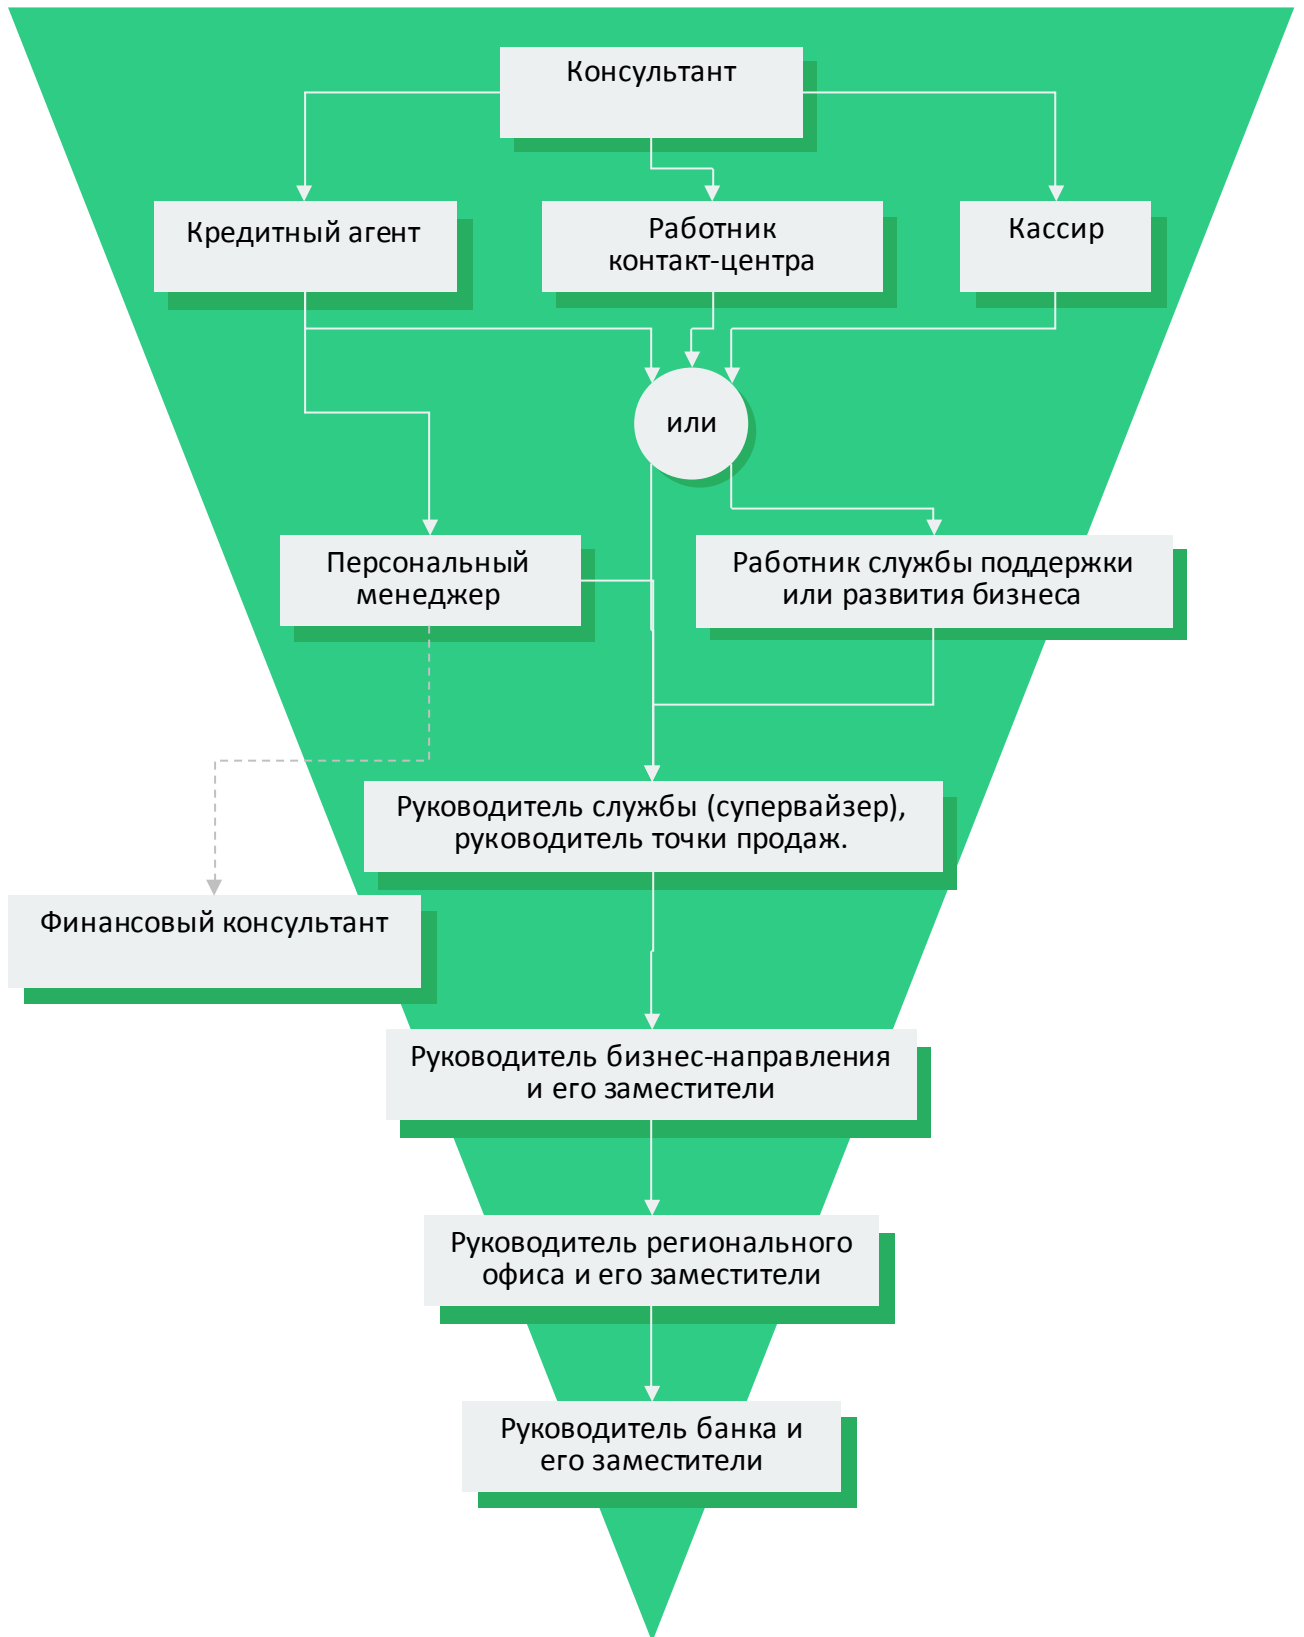 Консультант
Кредитный агент
Работник
контакт-центра
Кассир
или
Персональный
менеджер
Работник службы поддержки
или развития бизнеса
Руководитель службы (супервайзер),
руководитель точки продаж.
Финансовый консультант
Руководитель бизнес-направления
и его заместители
Руководитель регионального
офиса и его заместители
Руководитель банка и
его заместители